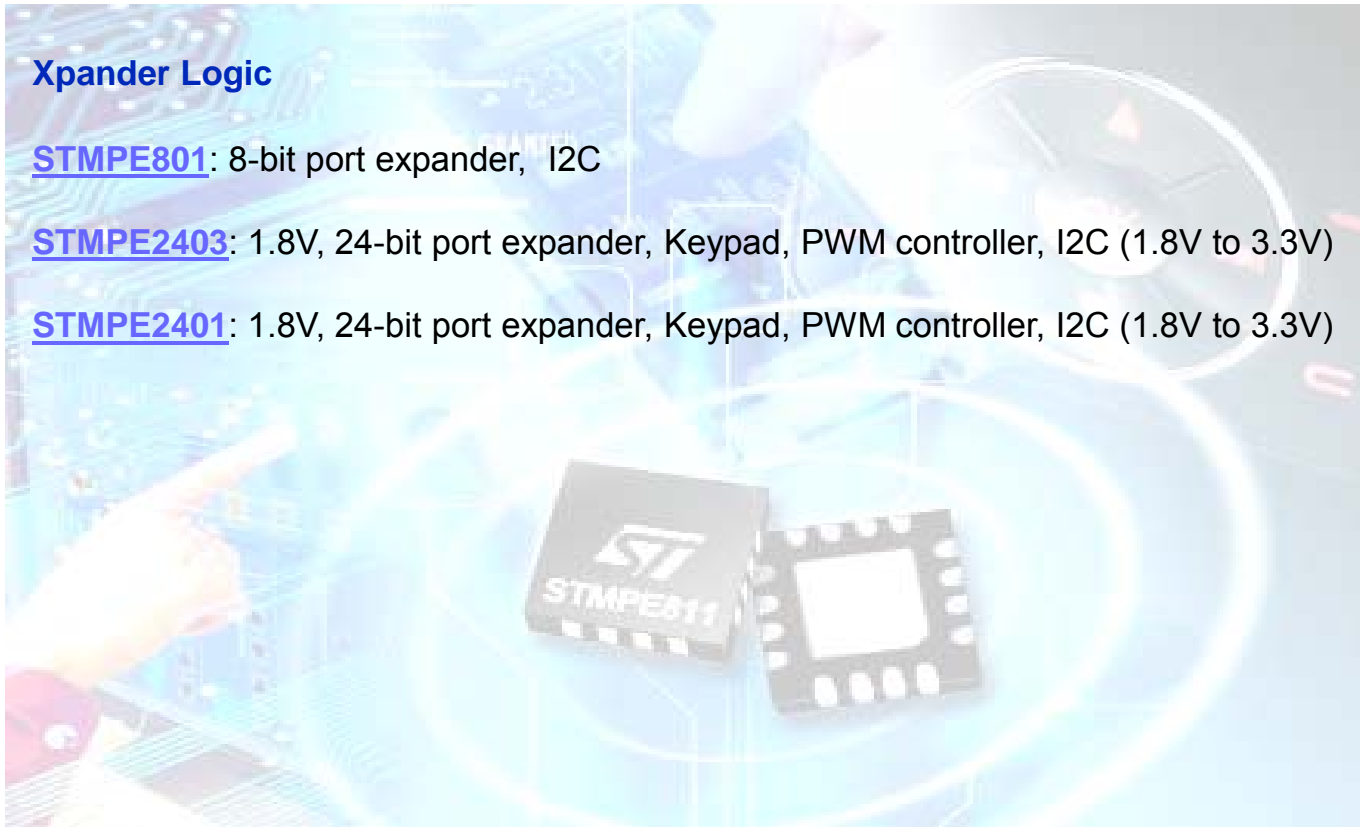 Xpander Logic
STMPE801: 8-bit port expander,  I2C
STMPE2403: 1.8V, 24-bit port expander, Keypad, PWM controller, I2C (1.8V to 3.3V)
STMPE2401: 1.8V, 24-bit port expander, Keypad, PWM controller, I2C (1.8V to 3.3V)
ST
STMPE811